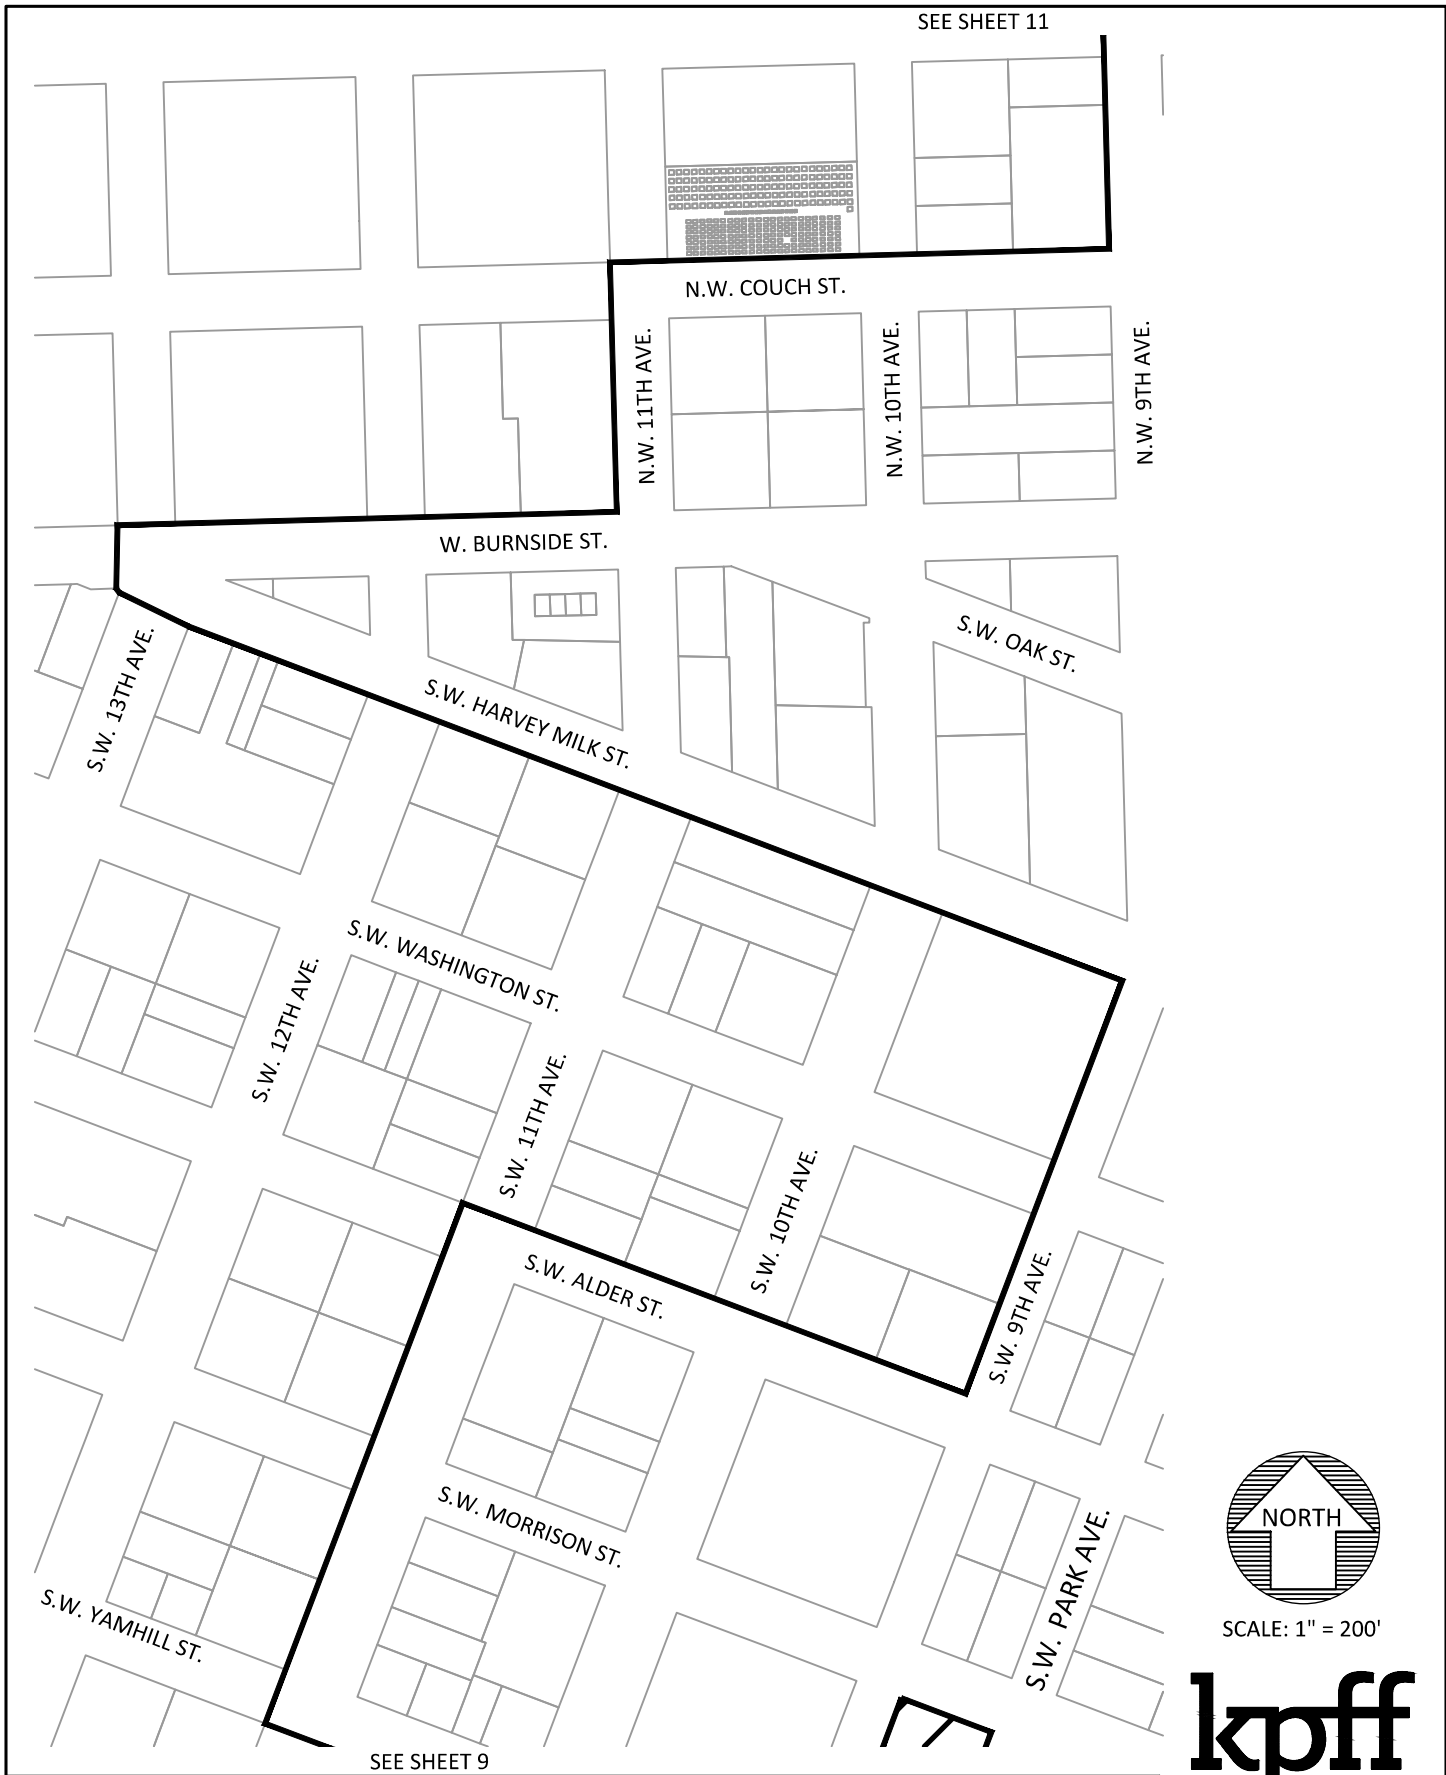 SEE SHEET 11
N.W. COUCH ST.
N.W. 11TH AVE.
N.W. 10TH AVE.
N.W. 9TH AVE.
W. BURNSIDE ST.
S.W. OAK ST.
S.W. 13TH AVE.
S.W. HARVEY MILK ST.
S.W. WASHINGTON ST.
S.W. 12TH AVE.
S.W. 11TH AVE.
S.W. 10TH AVE.
S.W. ALDER ST.
S.W. 9TH AVE.
S.W. MORRISON ST.
S.W. PARK AVE.
S.W. YAMHILL ST.
NORTH
SCALE: 1" = 200'
kpff
SEE SHEET 9